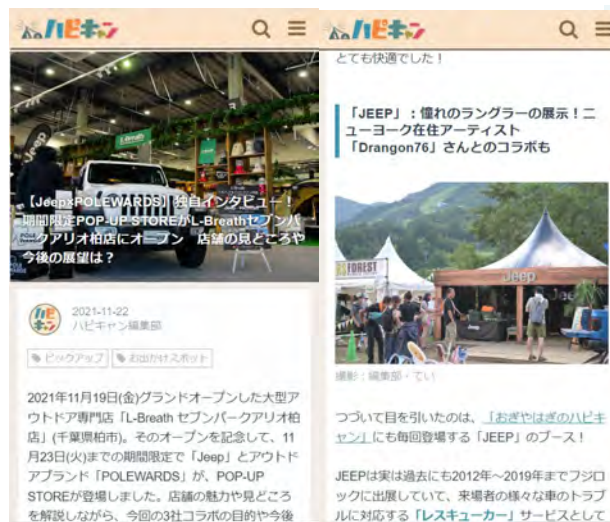 ハピキャン
【Jeep×POLEWARDS】独自インタビュー！
期間限定POP-UP STOREがL-Breathセブンパ
ークアリオ柏店にオープン　店舗の見どころや
今後の展望は？
Jeep
L-Breath
ハピキャン
2021-11-22
ハピキャン編集部
ピックアップ
お出かけスポット
2021年11月19日(金)グランドオープンした大型ア
ウトドア専門店「L-Breath セブンパークアリオ柏
店」(千葉県柏市)。そのオープンを記念して、11
月23日(火)までの期間限定で「Jeep」とアウトド
アブランド「POLEWARDS」が、POP-UP
STOREが登場しました。店舗の魅力や見どころ
を解説しながら、今回の3社コラボの目的や今後
ハピキャン
とても快適でした！
「JEEP」：憧れのラングラーの展示！ニ
ューヨーク在住アーティスト
「Drangon76」さんとのコラボも
FOREST
Jeep
Jeep
撮影：編集部・てい
つづいて目を引いたのは、「おぎやはぎのハピキ
ャン」にも毎回登場する「JEEP」のブース！
JEEPは実は過去にも2012年～2019年までフジロ
ックに出展していて、来場者の様々な車のトラブ
ルに対応する「レスキューカー」サービスとして